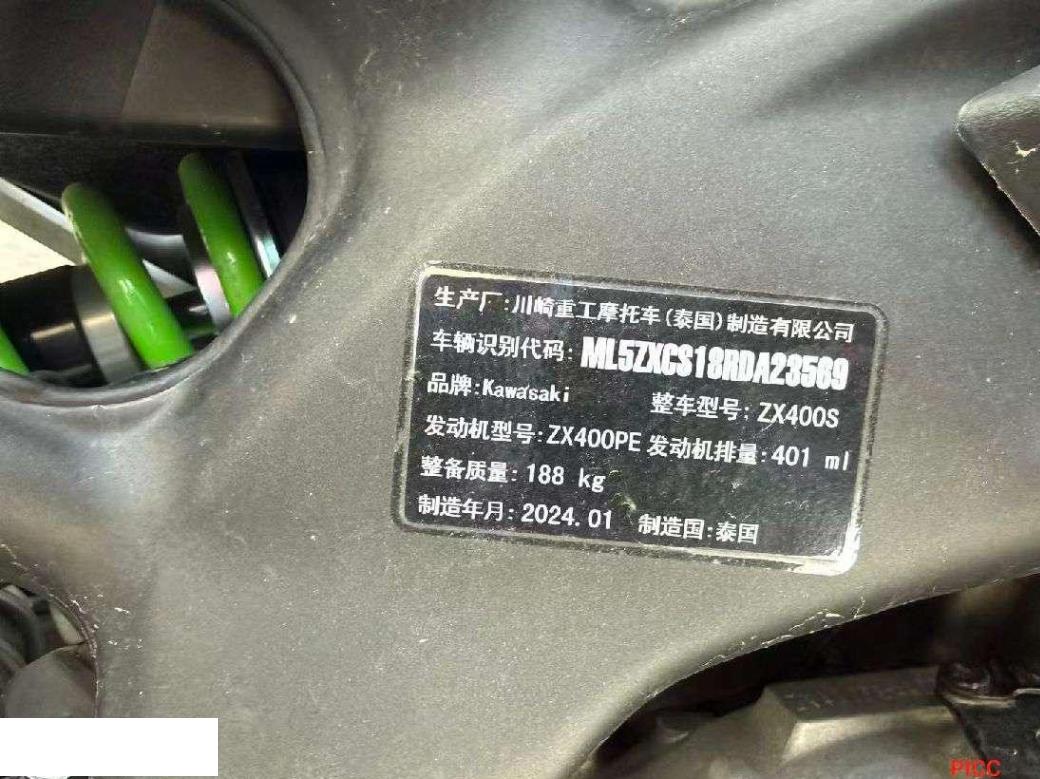 生产厂:川崎重工摩托车(泰国)制造有限公司
车辆识别代码: ML5ZXCS18RDA23569
品牌:Kawasaki 整车型号: ZX400S
发动机型号:ZX400PE 发动机排量:401 ml
整备质量: 188 kg
制造年月: 2024.01 制造国:泰国
PICC